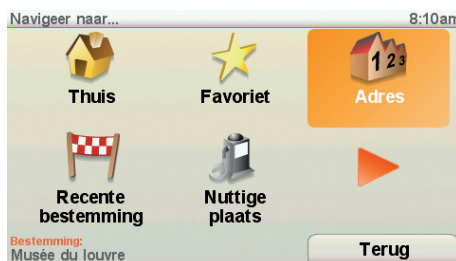 Navigeer naar... 8:10am
Thuis Favoriet Adres
1 2 3
Recente
bestemming
Nuttige
plaats
Bestemming:
Musée du louvre
Terug